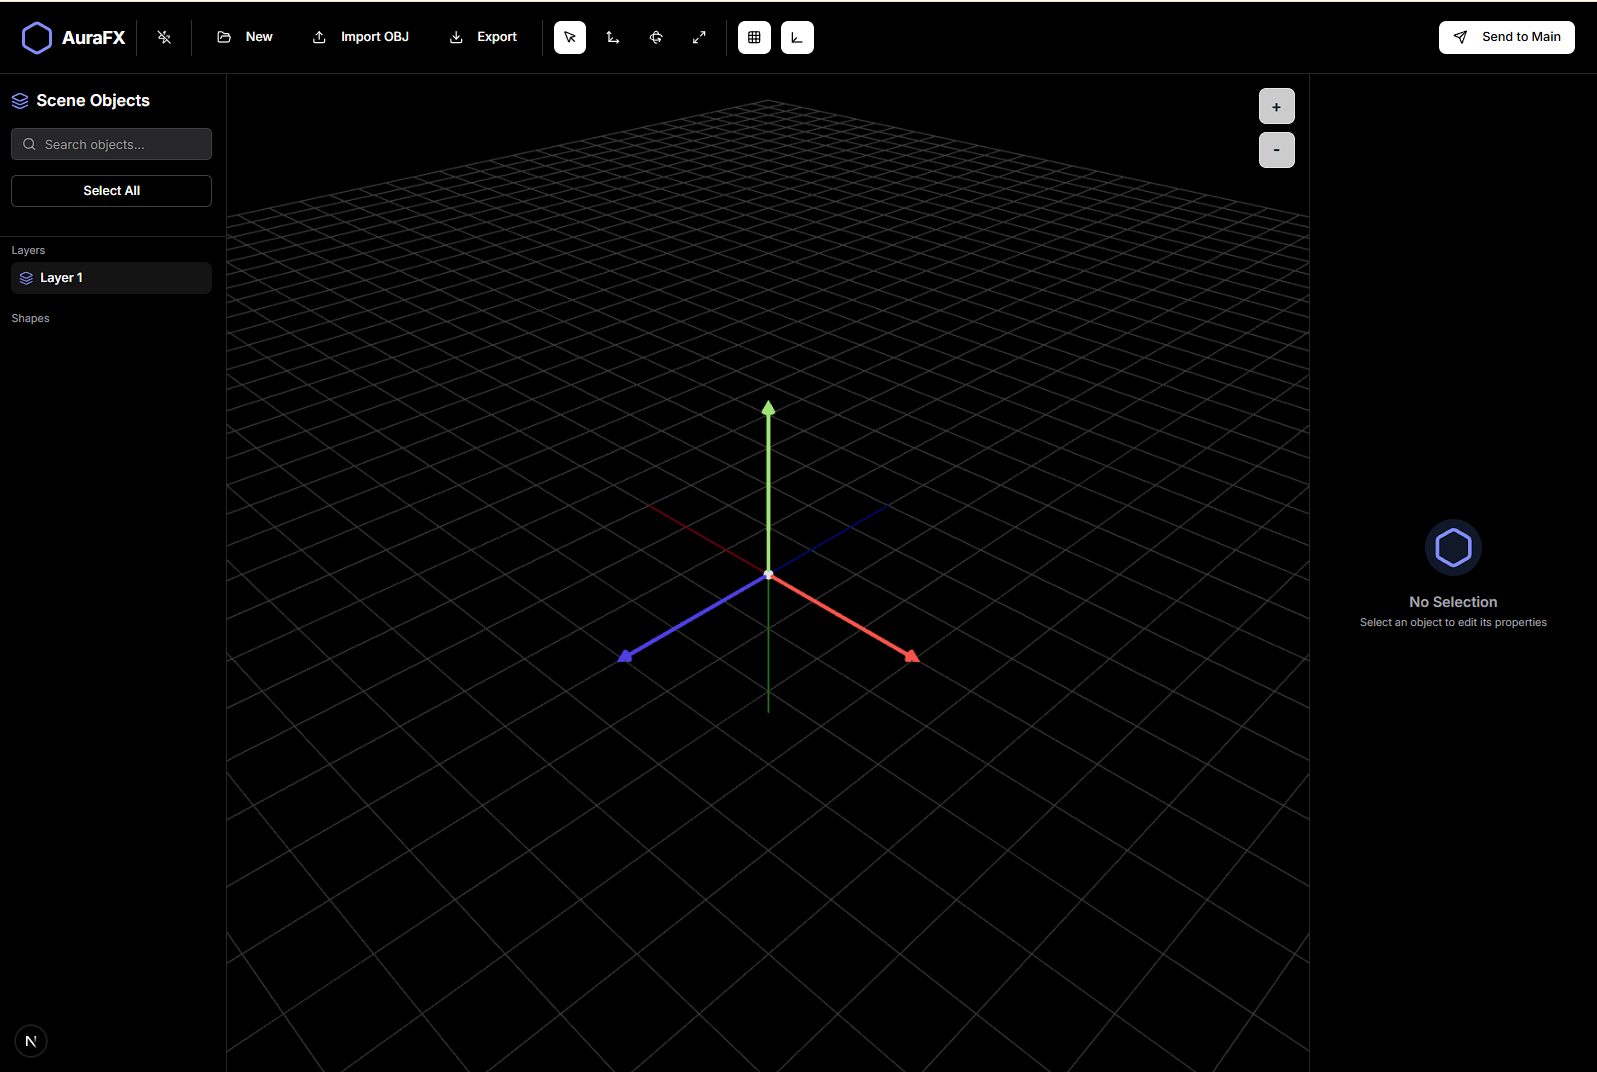 AuraFX
New
Import OBJ
Export
Send to Main
Scene Objects
Search objects...
Select All
Layers
Layer 1
Shapes
+
-
No Selection
Select an object to edit its properties
N